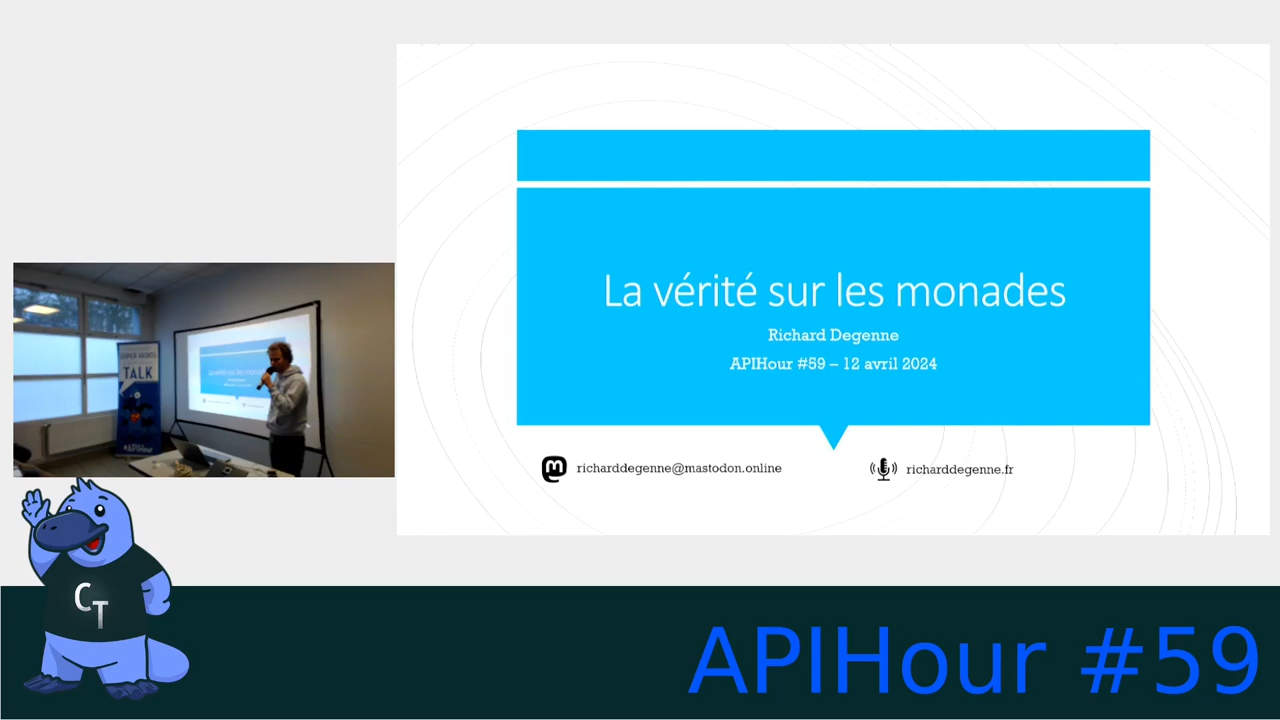 La vérité sur les monades
Richard Degenne
APIHour #59 – 12 avril 2024
richarddegenne@mastodon.online
richarddegenne.fr
TALK
#APIHour
CT
APIHour #59